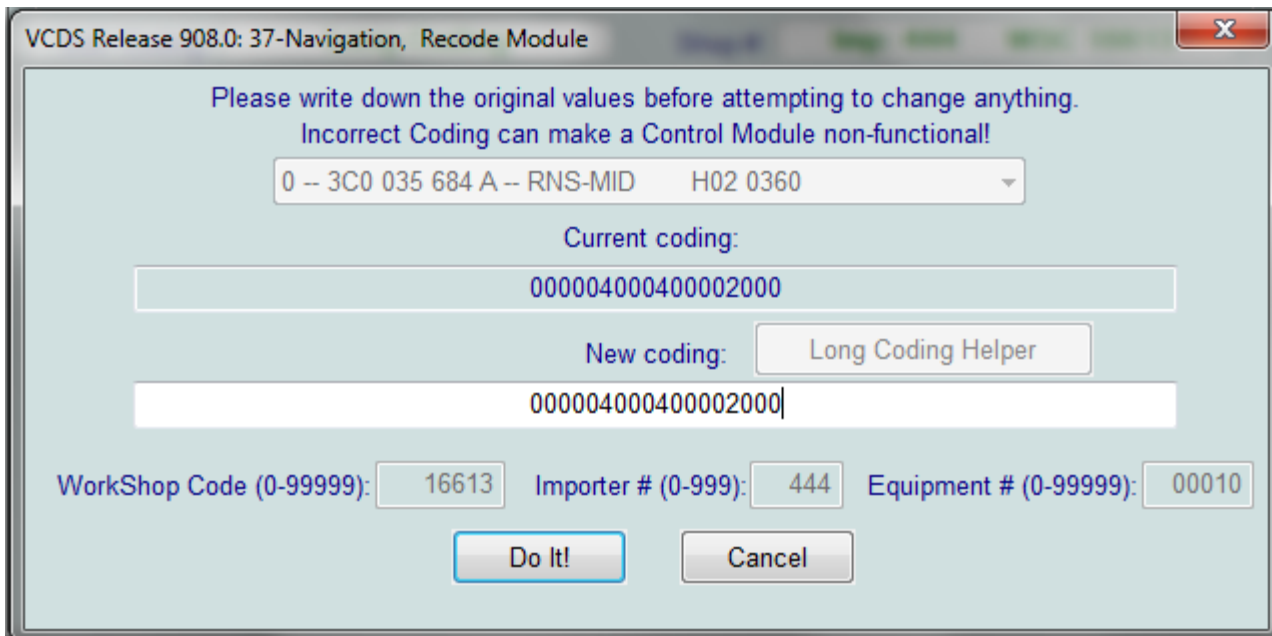 VCDS Release 908.0: 37-Navigation, Recode Module
Please write down the original values before attempting to change anything.
Incorrect Coding can make a Control Module non-functional!
0 -- 3C0 035 684 A -- RNS-MID H02 0360
Current coding:
000004000400002000
New coding: Long Coding Helper
000004000400002000
WorkShop Code (0-99999): 16613 Importer # (0-999): 444 Equipment # (0-99999): 00010
Do It! Cancel